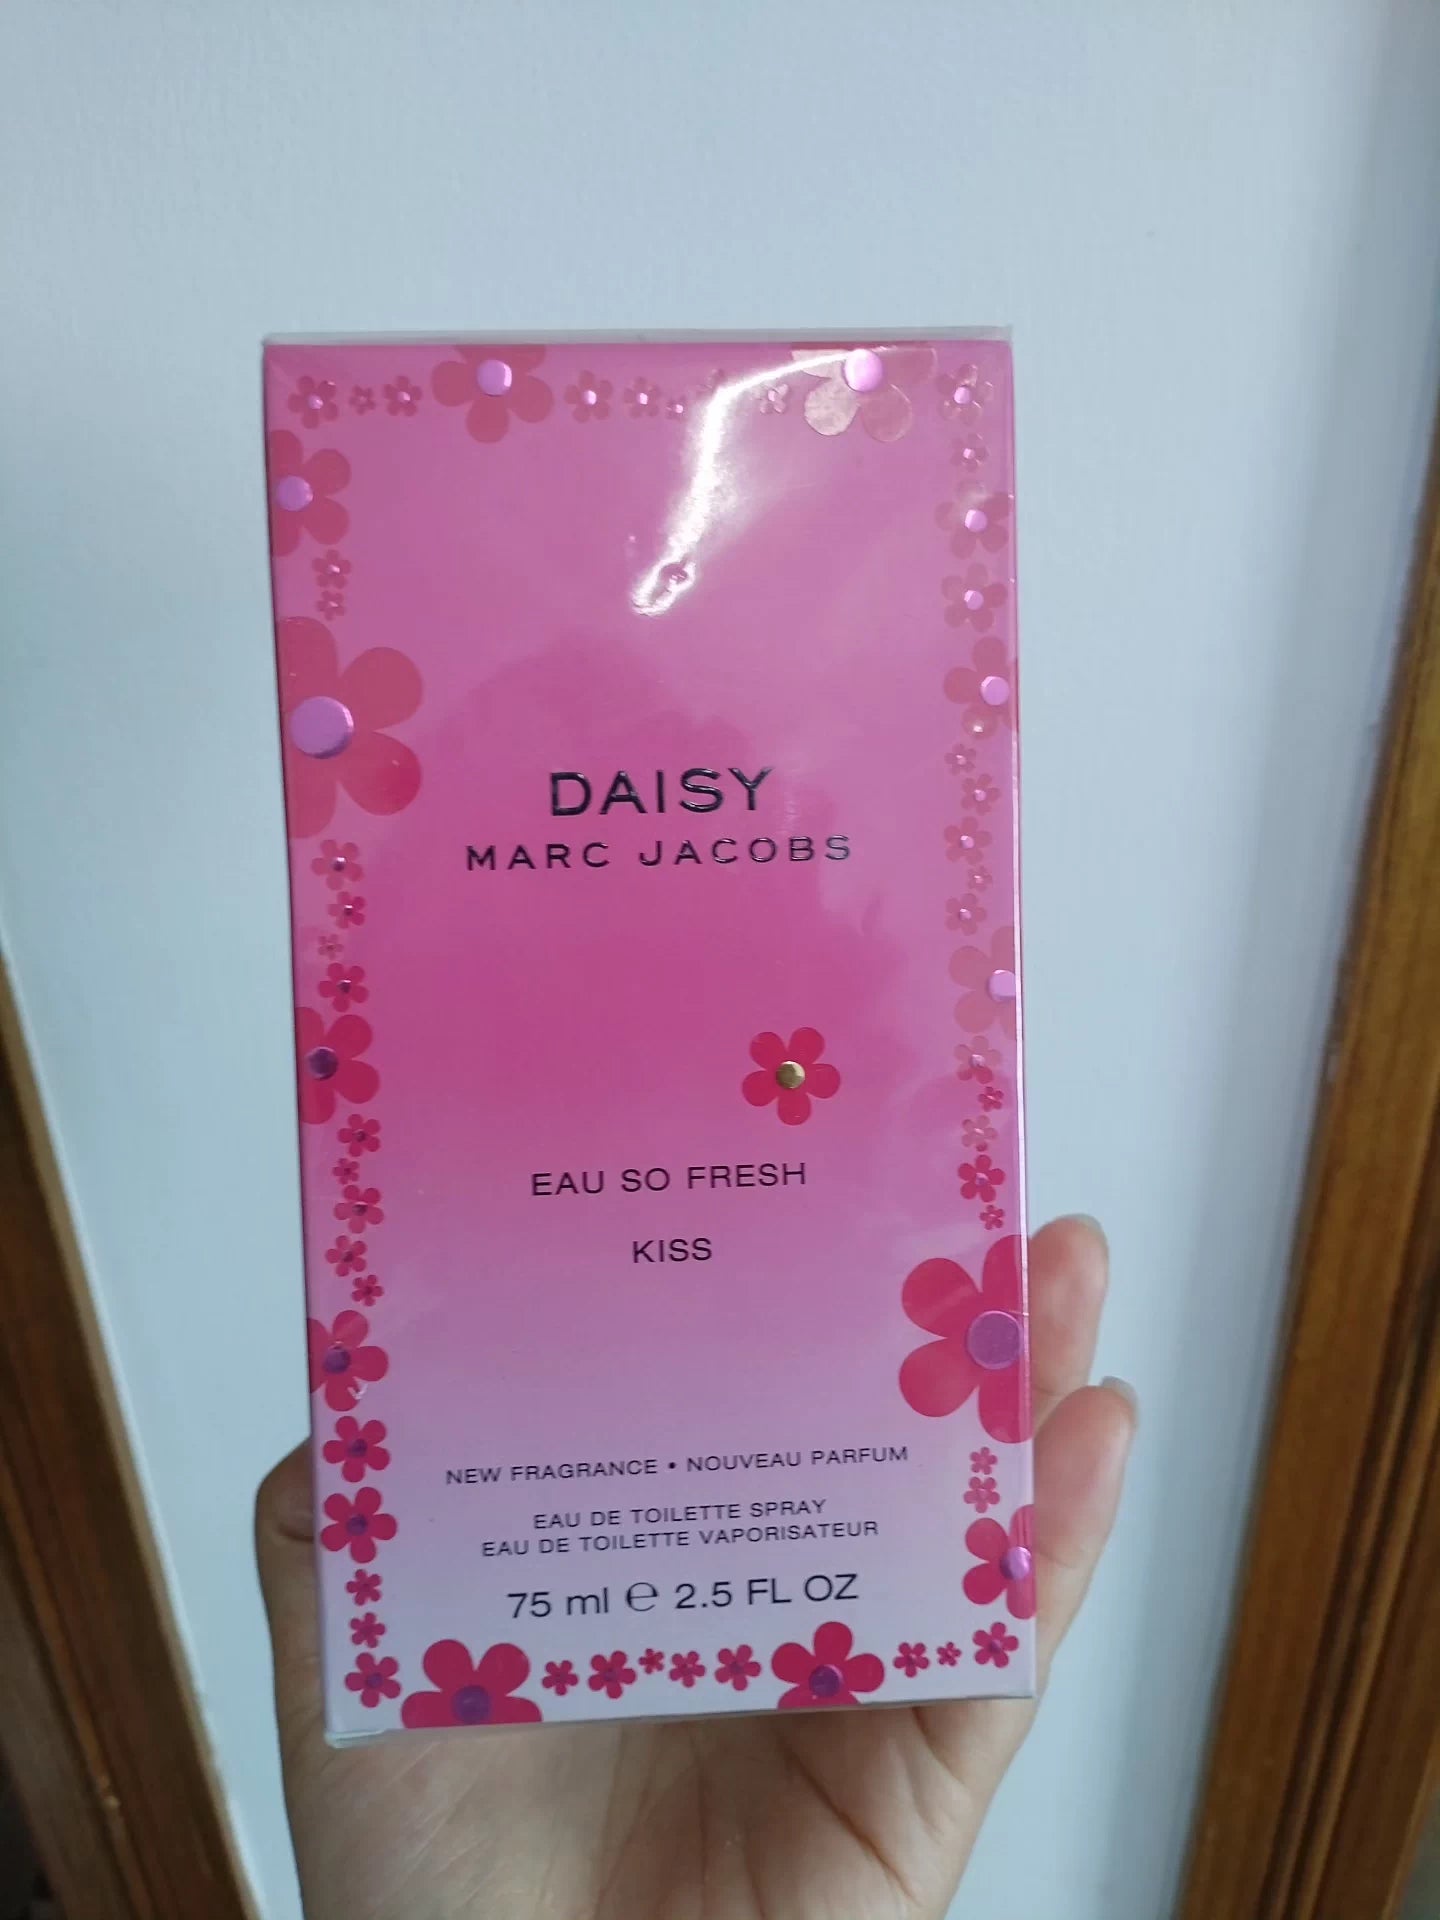 DAISY
MARC JACOBS
EAU SO FRESH
KISS
NEW FRAGRANCE • NOUVEAU PARFUM
EAU DE TOILETTE SPRAY
EAU DE TOILETTE VAPORISATEUR
75 ml ℮ 2.5 FL OZ